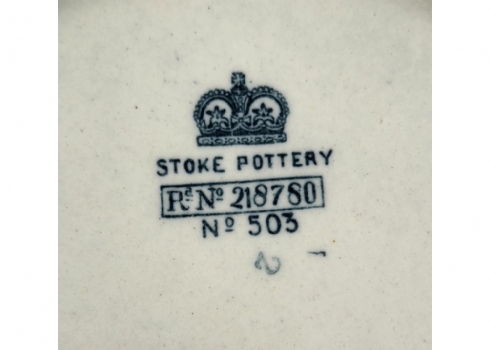 STOKE POTTERY
Rᵈ Nº 218780
Nº 503